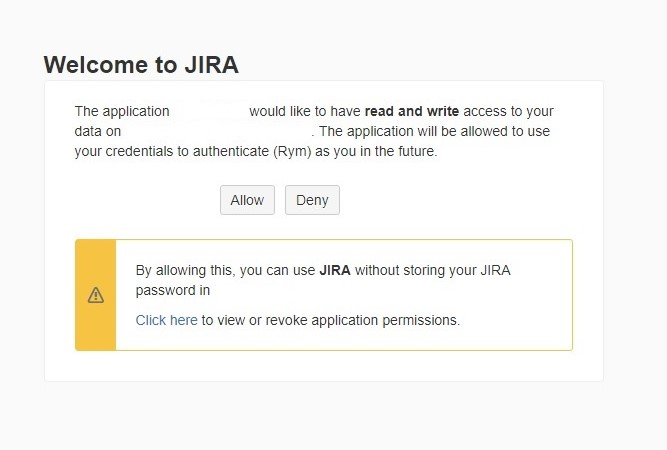 Welcome to JIRA
The application would like to have read and write access to your
data on . The application will be allowed to use
your credentials to authenticate (Rym) as you in the future.
Allow Deny
By allowing this, you can use JIRA without storing your JIRA
password in
Click here to view or revoke application permissions.